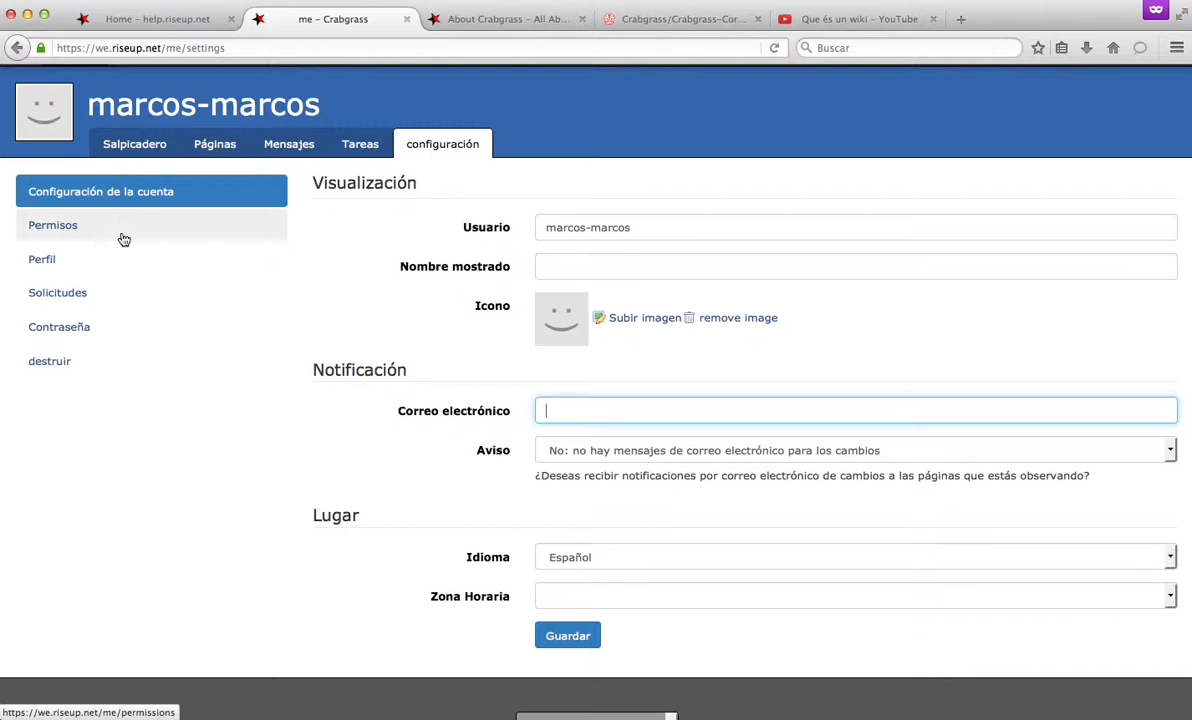 Home – help.riseup.net
me – Crabgrass
About Crabgrass – All Ab...
Crabgrass/Crabgrass-Cor...
Que és un wiki – YouTube
https://we.riseup.net/me/settings
Buscar
marcos-marcos
Salpicadero
Páginas
Mensajes
Tareas
configuración
Configuración de la cuenta
Permisos
Perfil
Solicitudes
Contraseña
destruir
Visualización
Usuario
marcos-marcos
Nombre mostrado
Icono
Subir imagen
remove image
Notificación
Correo electrónico
Aviso
No: no hay mensajes de correo electrónico para los cambios
¿Deseas recibir notificaciones por correo electrónico de cambios a las páginas que estás observando?
Lugar
Idioma
Español
Zona Horaria
Guardar
https://we.riseup.net/me/permissions